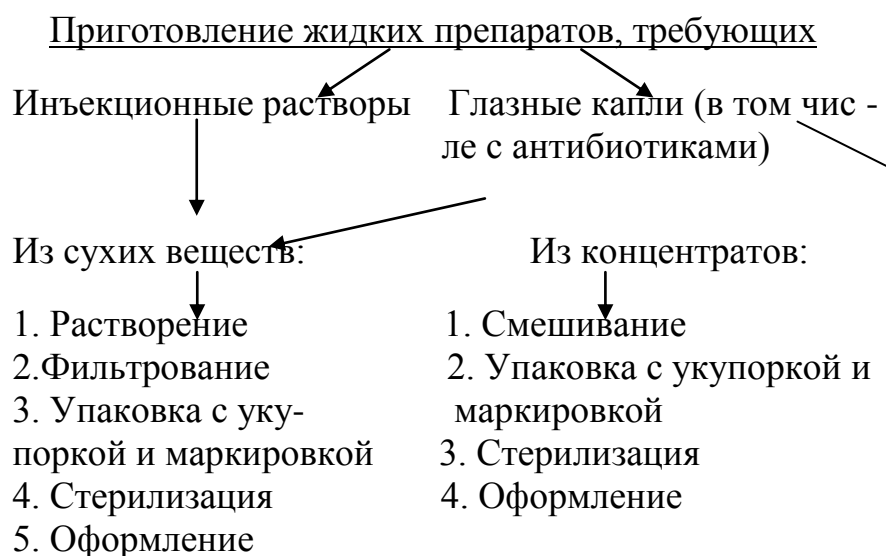 Приготовление жидких препаратов, требующих
Инъекционные растворы
Глазные капли (в том чис -
ле с антибиотиками)
Из сухих веществ:
1. Растворение
2.Фильтрование
3. Упаковка с уку-
поркой и маркировкой
4. Стерилизация
5. Оформление
Из концентратов:
1. Смешивание
2. Упаковка с укупоркой и
маркировкой
3. Стерилизация
4. Оформление